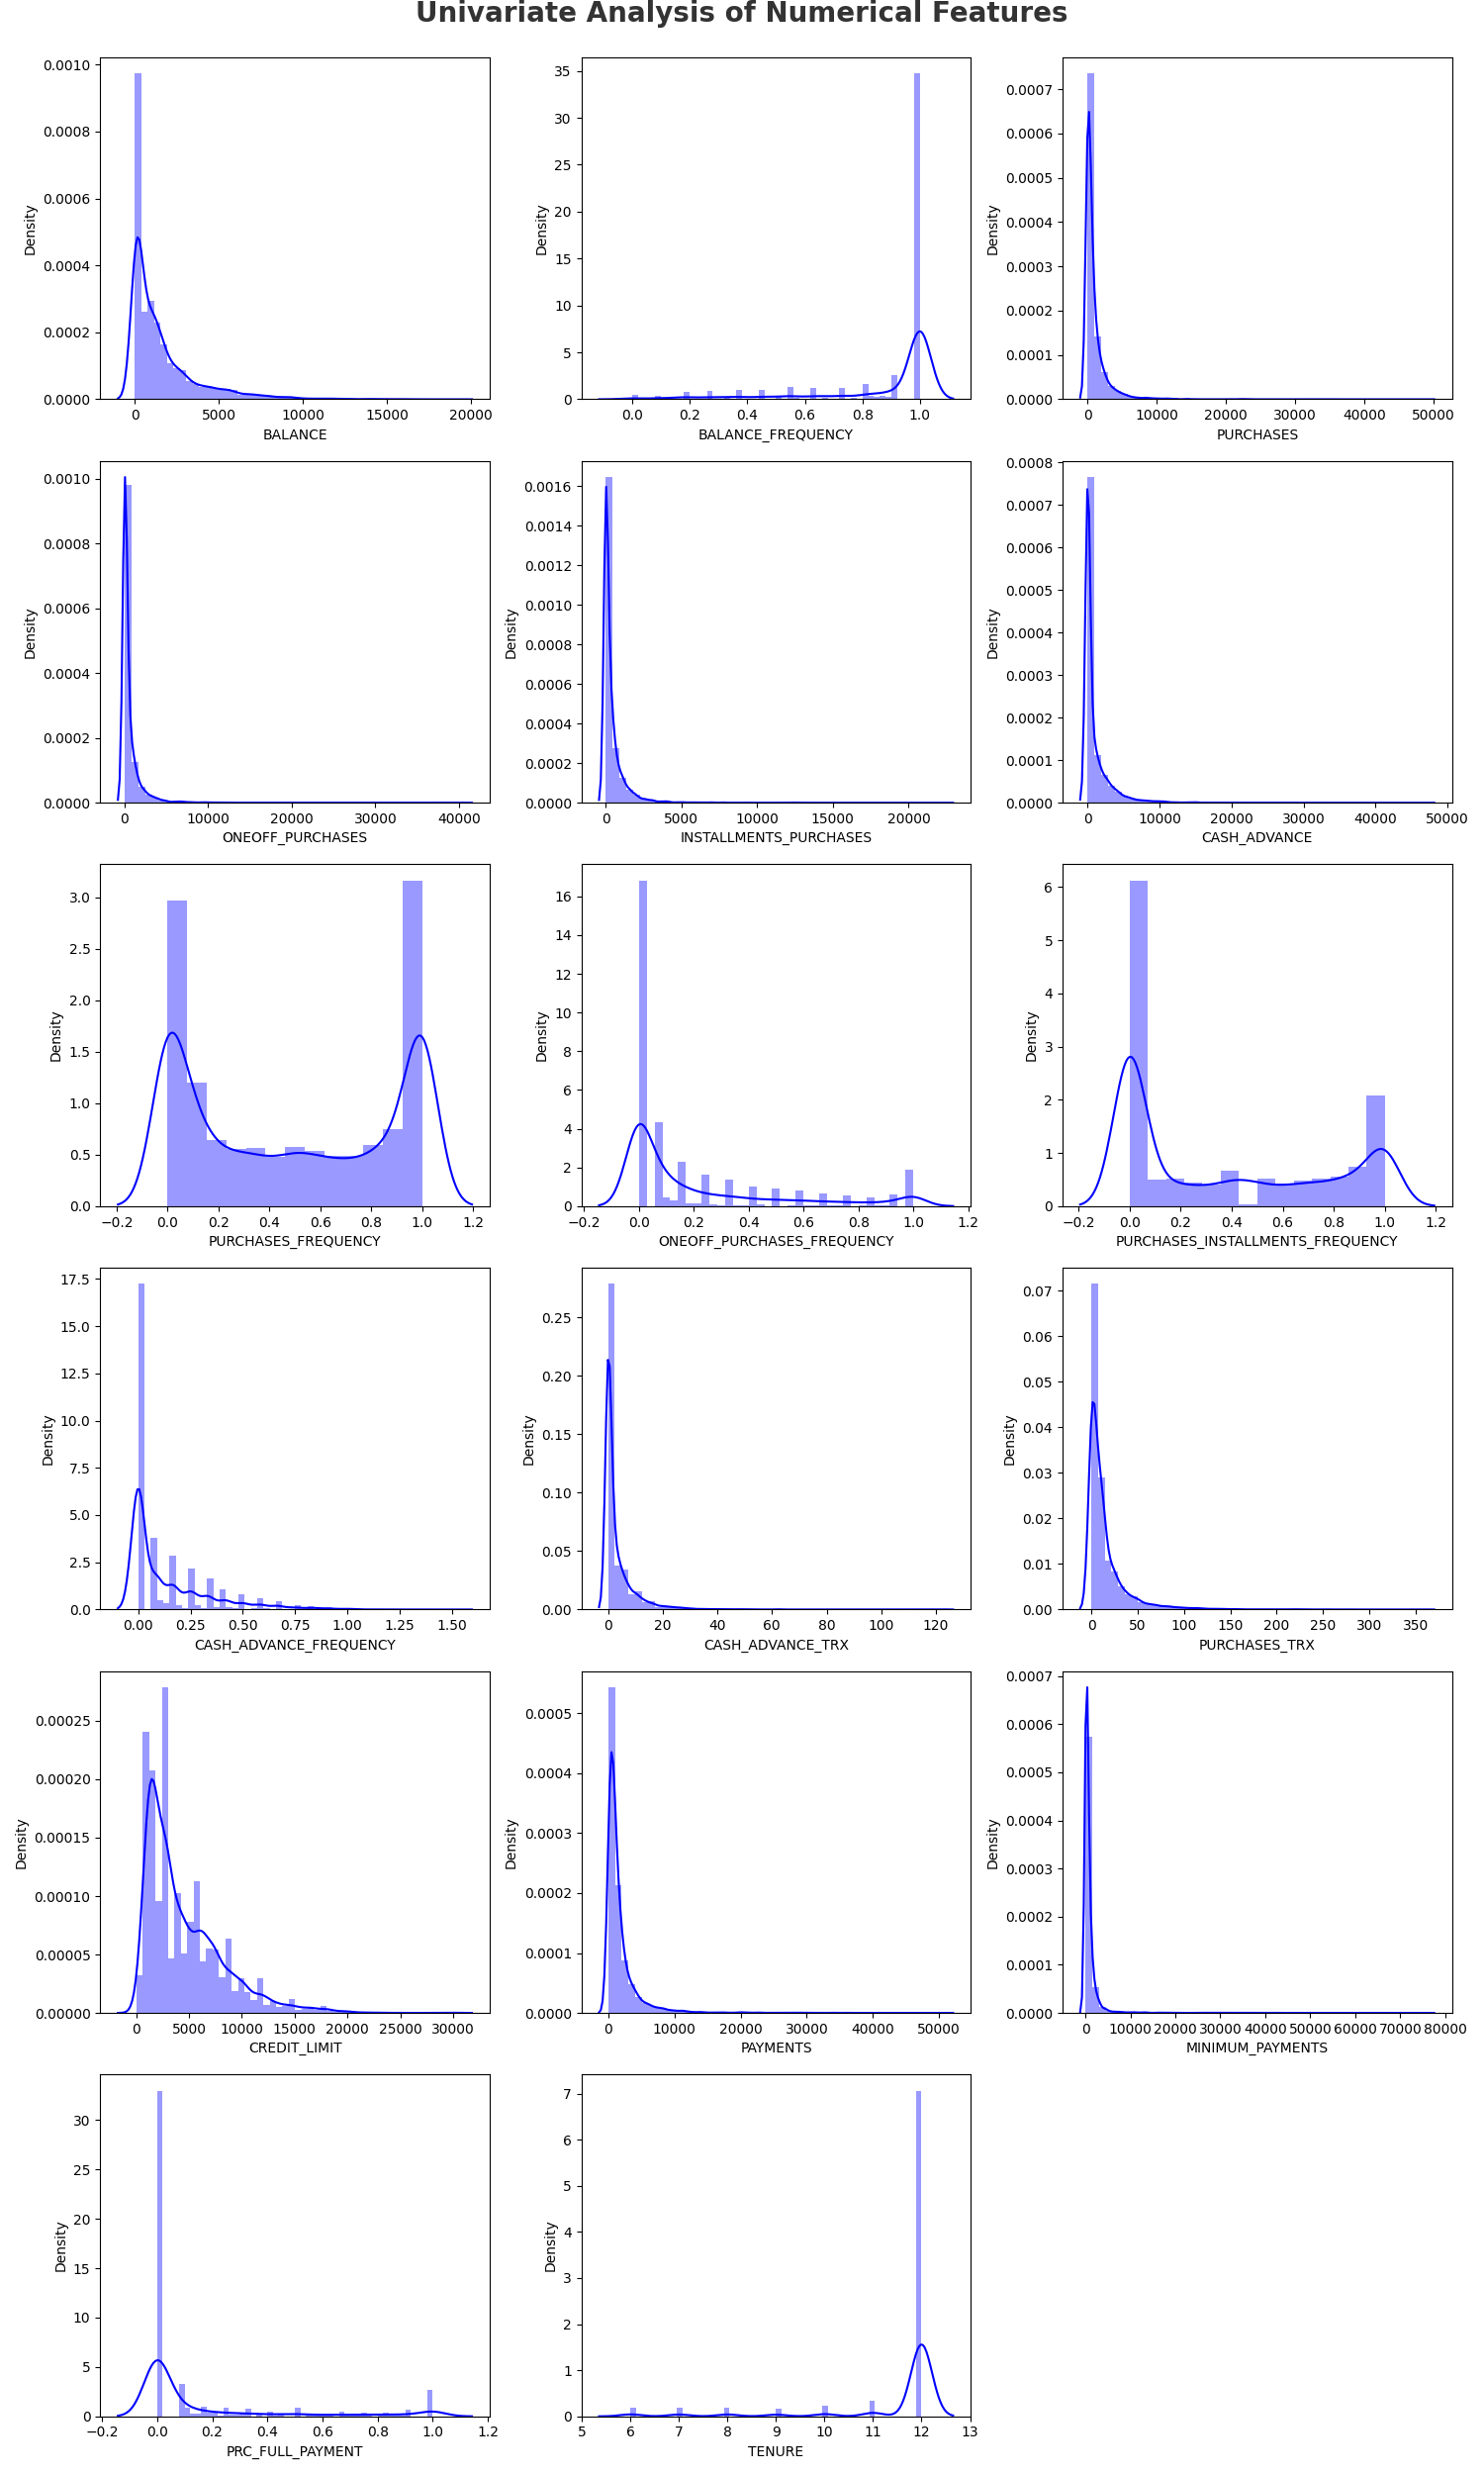 Univariate Analysis of Numerical Features
0.0010
0.0008
0.0006
0.0004
0.0002
0.0000
Density
0 5000 10000 15000 20000
BALANCE
35
30
25
20
15
10
5
0
Density
0.0 0.2 0.4 0.6 0.8 1.0
BALANCE_FREQUENCY
0.0007
0.0006
0.0005
0.0004
0.0003
0.0002
0.0001
0.0000
Density
0 10000 20000 30000 40000 50000
PURCHASES
0.0010
0.0008
0.0006
0.0004
0.0002
0.0000
Density
0 10000 20000 30000 40000
ONEOFF_PURCHASES
0.0016
0.0014
0.0012
0.0010
0.0008
0.0006
0.0004
0.0002
0.0000
Density
0 5000 10000 15000 20000
INSTALLMENTS_PURCHASES
0.0008
0.0007
0.0006
0.0005
0.0004
0.0003
0.0002
0.0001
0.0000
Density
0 10000 20000 30000 40000 50000
CASH_ADVANCE
3.0
2.5
2.0
1.5
1.0
0.5
0.0
Density
−0.2 0.0 0.2 0.4 0.6 0.8 1.0 1.2
PURCHASES_FREQUENCY
16
14
12
10
8
6
4
2
0
Density
−0.2 0.0 0.2 0.4 0.6 0.8 1.0 1.2
ONEOFF_PURCHASES_FREQUENCY
6
5
4
3
2
1
0
Density
−0.2 0.0 0.2 0.4 0.6 0.8 1.0 1.2
PURCHASES_INSTALLMENTS_FREQUENCY
17.5
15.0
12.5
10.0
7.5
5.0
2.5
0.0
Density
0.00 0.25 0.50 0.75 1.00 1.25 1.50
CASH_ADVANCE_FREQUENCY
0.25
0.20
0.15
0.10
0.05
0.00
Density
0 20 40 60 80 100 120
CASH_ADVANCE_TRX
0.07
0.06
0.05
0.04
0.03
0.02
0.01
0.00
Density
0 50 100 150 200 250 300 350
PURCHASES_TRX
0.00025
0.00020
0.00015
0.00010
0.00005
0.00000
Density
0 5000 10000 15000 20000 25000 30000
CREDIT_LIMIT
0.0005
0.0004
0.0003
0.0002
0.0001
0.0000
Density
0 10000 20000 30000 40000 50000
PAYMENTS
0.0007
0.0006
0.0005
0.0004
0.0003
0.0002
0.0001
0.0000
Density
0 10000 20000 30000 40000 50000 60000 70000 80000
MINIMUM_PAYMENTS
30
25
20
15
10
5
0
Density
−0.2 0.0 0.2 0.4 0.6 0.8 1.0 1.2
PRC_FULL_PAYMENT
7
6
5
4
3
2
1
0
Density
5 6 7 8 9 10 11 12 13
TENURE